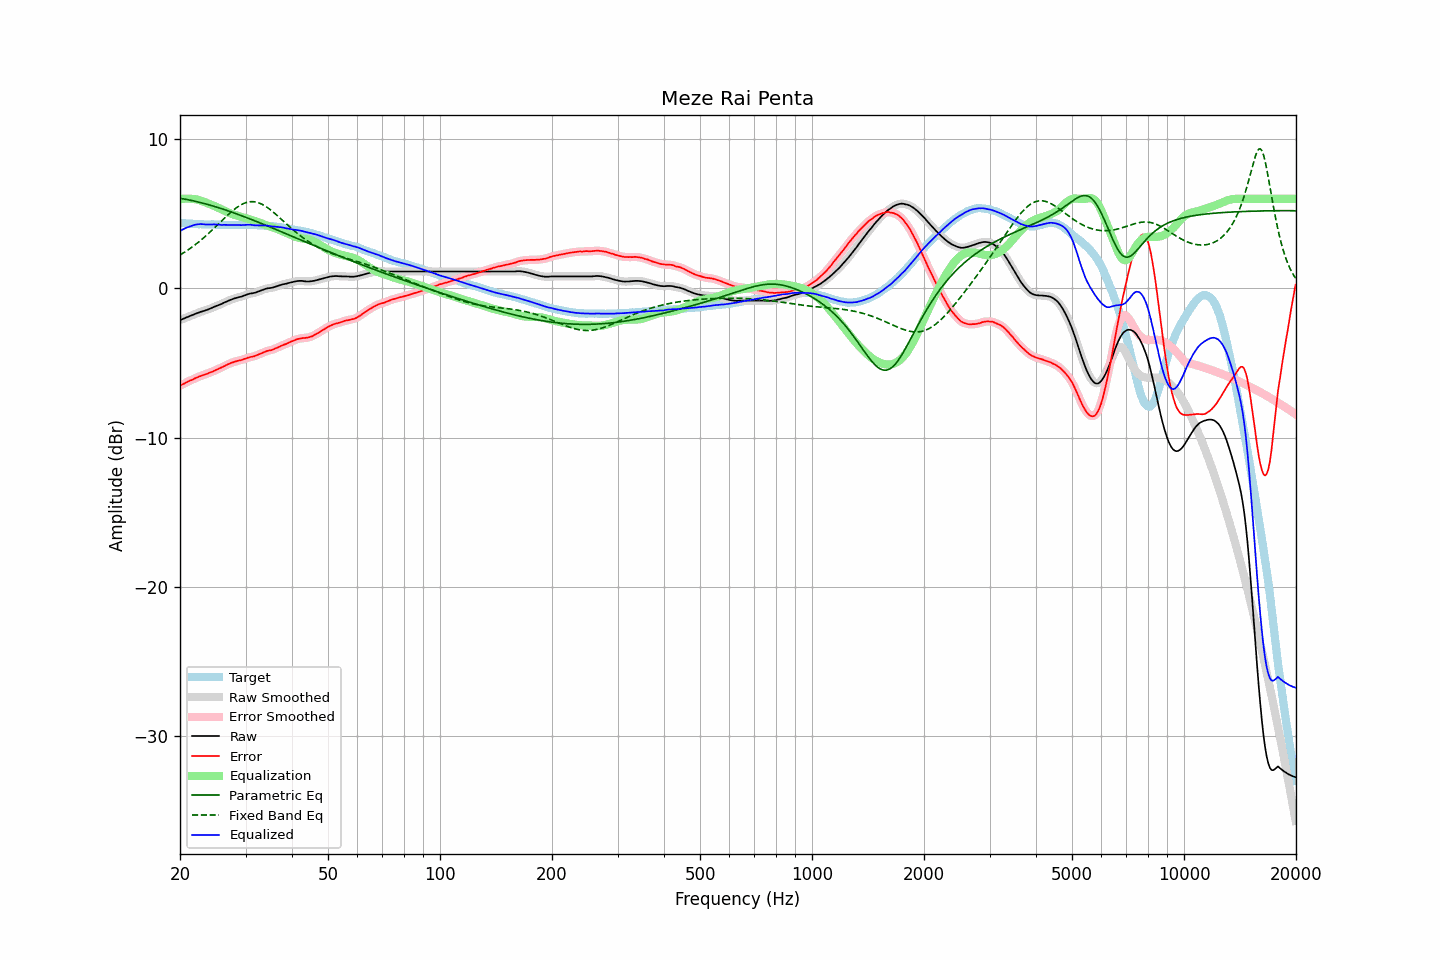 Meze Rai Penta
10
0
−10
−20
−30
Amplitude (dBr)
Target
Raw Smoothed
Error Smoothed
Raw
Error
Equalization
Parametric Eq
Fixed Band Eq
Equalized
20 50 100 200 500 1000 2000 5000 10000 20000
Frequency (Hz)